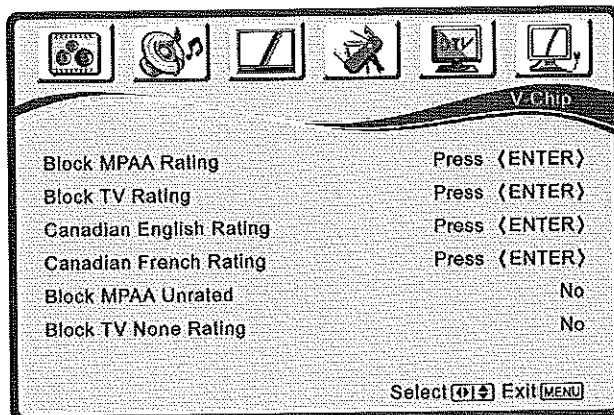 DTV
V-Chip
Block MPAA Rating Press 〈ENTER〉
Block TV Rating Press 〈ENTER〉
Canadian English Rating Press 〈ENTER〉
Canadian French Rating Press 〈ENTER〉
Block MPAA Unrated No
Block TV None Rating No
Select Exit MENU